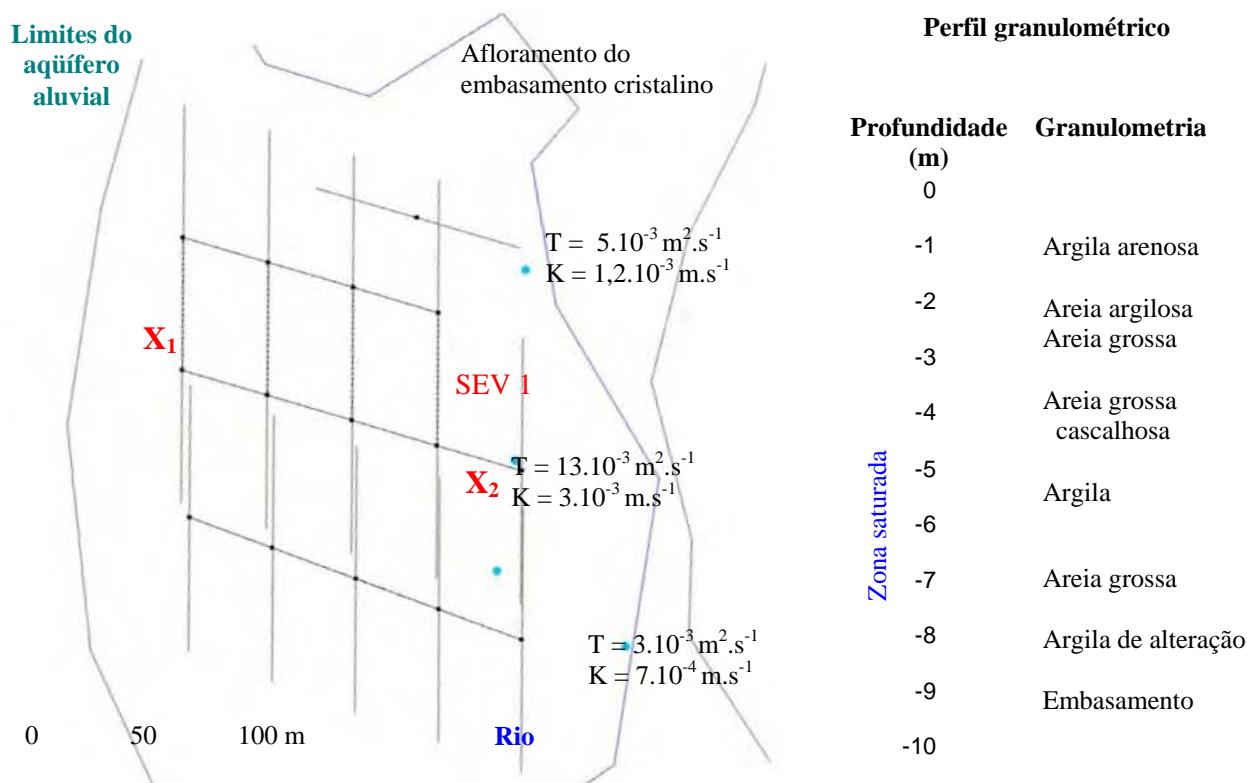 Limites do
aqüífero
aluvial
Afloramento do
embasamento cristalino
T = 5.10⁻³ m².s⁻¹
K = 1,2.10⁻³ m.s⁻¹
X₁
SEV 1
T = 13.10⁻³ m².s⁻¹
X₂
K = 3.10⁻³ m.s⁻¹
T = 3.10⁻³ m².s⁻¹
K = 7.10⁻⁴ m.s⁻¹
0 50 100 m
Rio
Perfil granulométrico
Profundidade Granulometria
(m)
0
-1 Argila arenosa
-2 Areia argilosa
Areia grossa
-3
-4 Areia grossa
cascalhosa
-5
Argila
-6
Zona saturada
-7 Areia grossa
-8 Argila de alteração
-9 Embasamento
-10